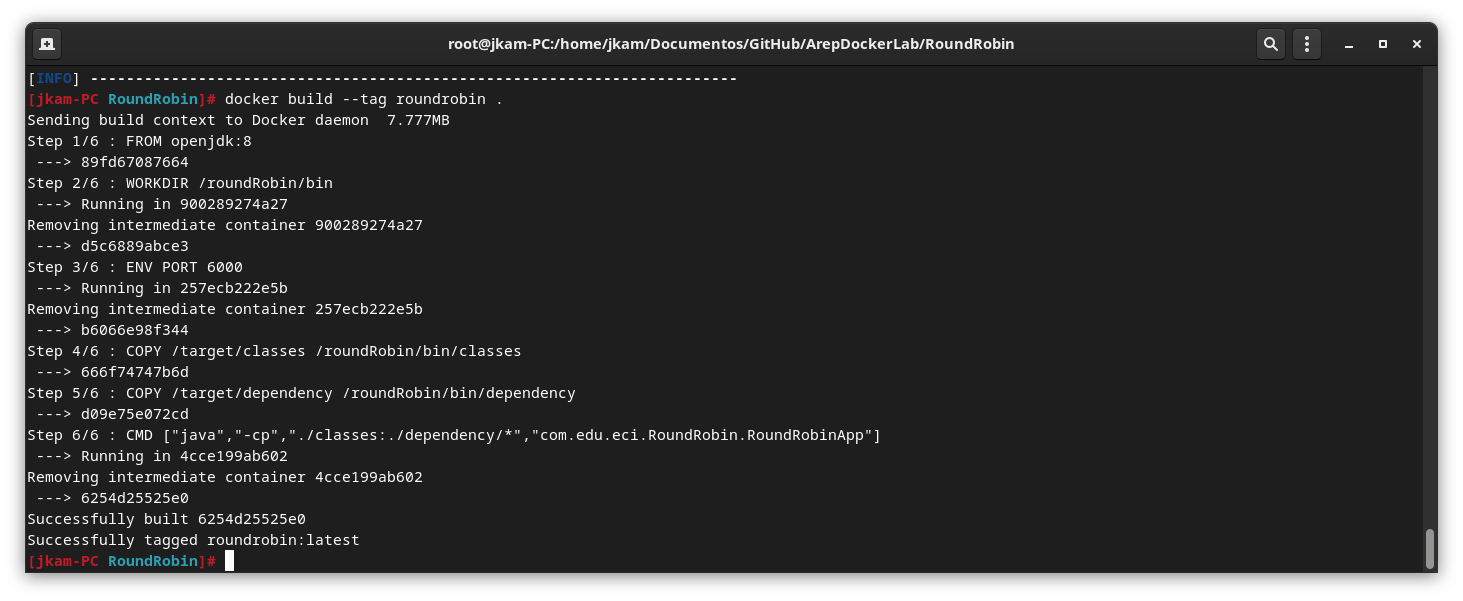 root@jkam-PC:/home/jkam/Documentos/GitHub/ArepDockerLab/RoundRobin
[INFO] ------------------------------------------------------------------------
[jkam-PC RoundRobin]# docker build --tag roundrobin .
Sending build context to Docker daemon  7.777MB
Step 1/6 : FROM openjdk:8
 ---> 89fd67087664
Step 2/6 : WORKDIR /roundRobin/bin
 ---> Running in 900289274a27
Removing intermediate container 900289274a27
 ---> d5c6889abce3
Step 3/6 : ENV PORT 6000
 ---> Running in 257ecb222e5b
Removing intermediate container 257ecb222e5b
 ---> b6066e98f344
Step 4/6 : COPY /target/classes /roundRobin/bin/classes
 ---> 666f74747b6d
Step 5/6 : COPY /target/dependency /roundRobin/bin/dependency
 ---> d09e75e072cd
Step 6/6 : CMD ["java","-cp","./classes:./dependency/*","com.edu.eci.RoundRobin.RoundRobinApp"]
 ---> Running in 4cce199ab602
Removing intermediate container 4cce199ab602
 ---> 6254d25525e0
Successfully built 6254d25525e0
Successfully tagged roundrobin:latest
[jkam-PC RoundRobin]#